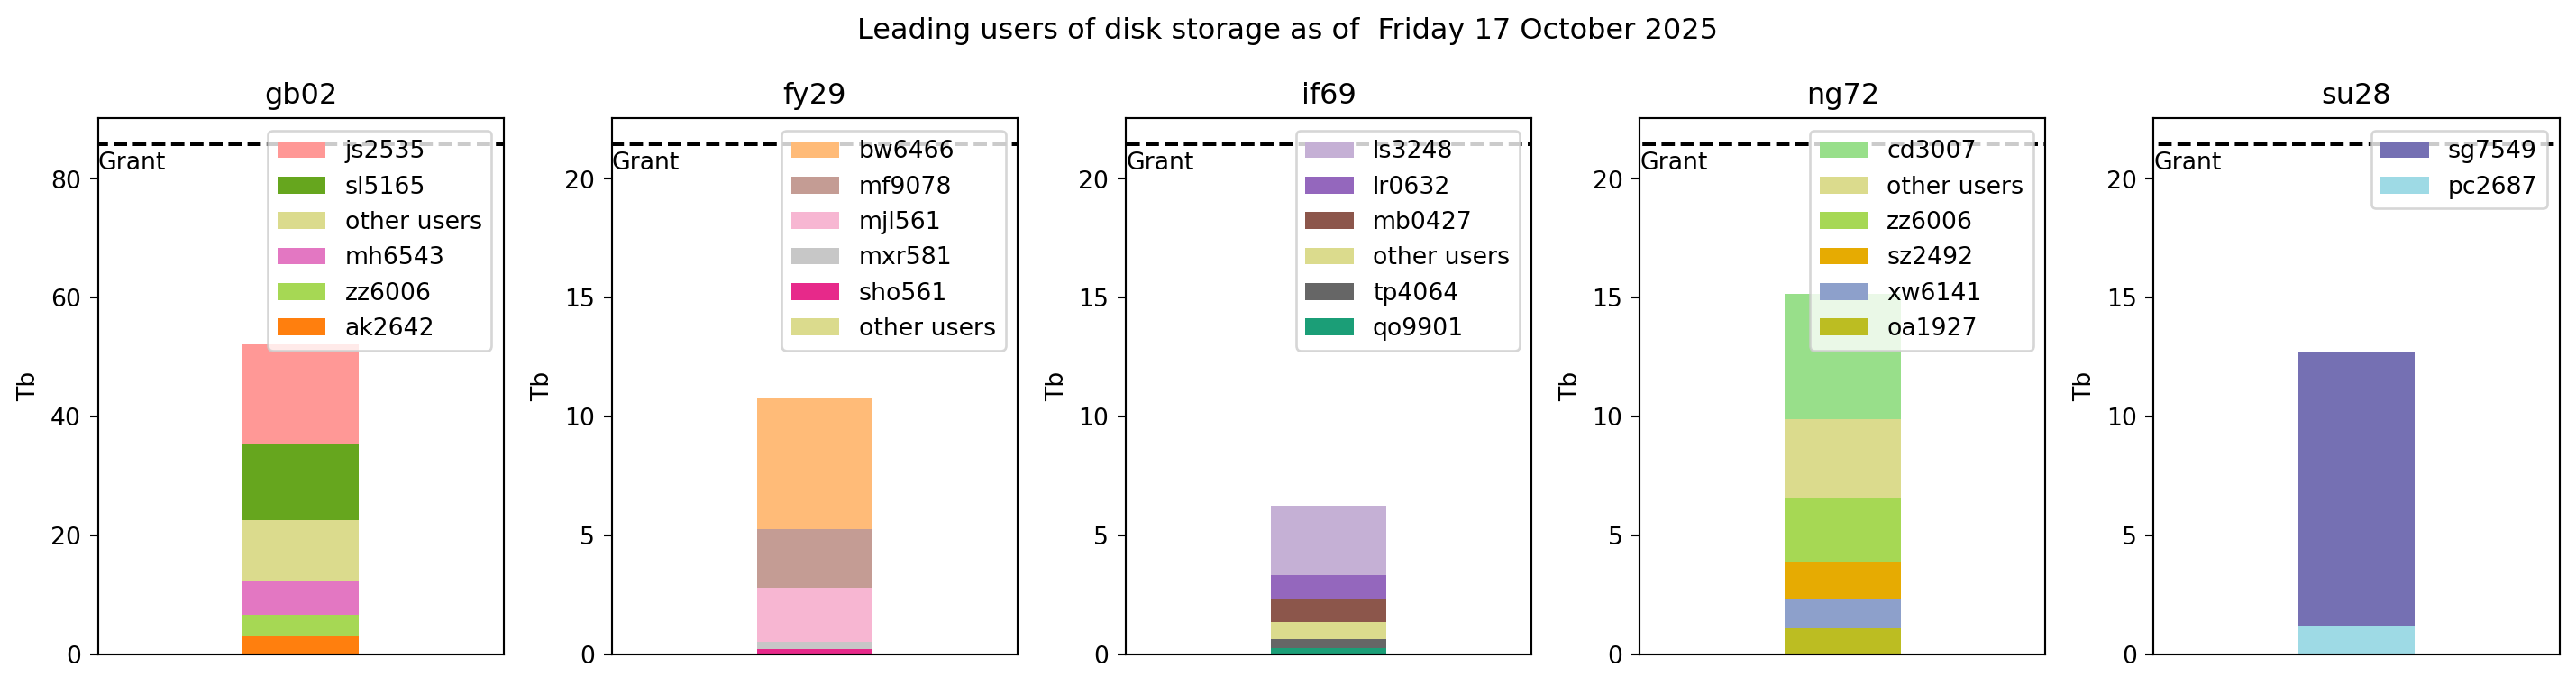 Leading users of disk storage as of  Friday 17 October 2025
gb02
Grant
js2535
sl5165
other users
mh6543
zz6006
ak2642
Tb
80
60
40
20
0
fy29
Grant
bw6466
mf9078
mjl561
mxr581
sho561
other users
Tb
20
15
10
5
0
if69
Grant
ls3248
lr0632
mb0427
other users
tp4064
qo9901
Tb
20
15
10
5
0
ng72
Grant
cd3007
other users
zz6006
sz2492
xw6141
oa1927
Tb
20
15
10
5
0
su28
Grant
sg7549
pc2687
Tb
20
15
10
5
0